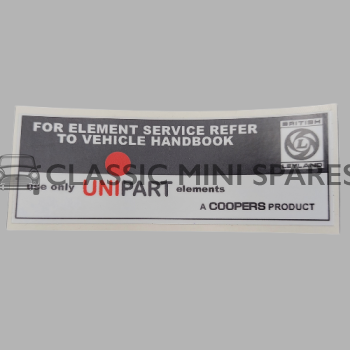 FOR ELEMENT SERVICE REFER
TO VEHICLE HANDBOOK
BRITISH
L
LEYLAND
CLASSIC MINI SPARES
use only UNIPART elements
A COOPERS PRODUCT